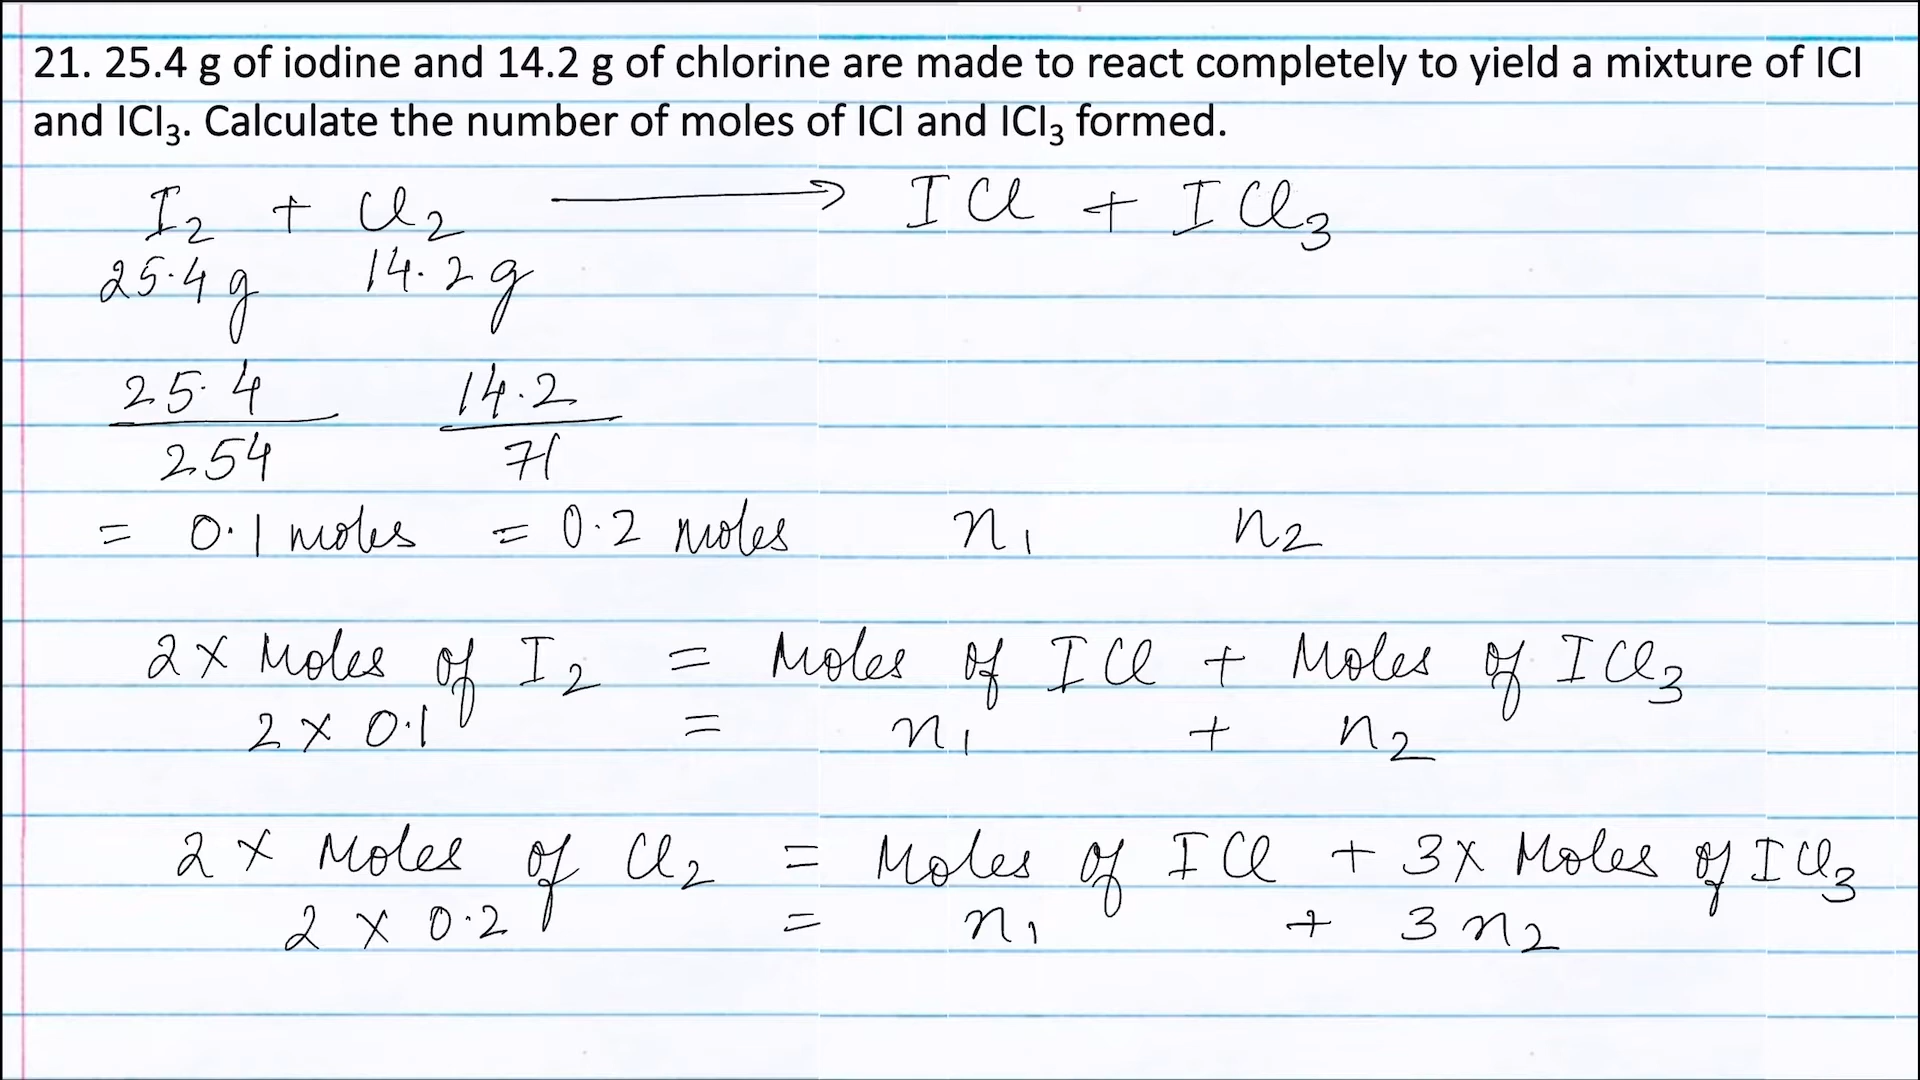 21. 25.4 g of iodine and 14.2 g of chlorine are made to react completely to yield a mixture of ICl
and ICl₃. Calculate the number of moles of ICl and ICl₃ formed.
I₂ + Cl₂ ⟶ ICl + ICl₃
25.4 g 14.2 g
25.4 14.2
254 71
= 0.1 moles = 0.2 moles n₁ n₂
2 × Moles of I₂ = Moles of ICl + Moles of ICl₃
2 × 0.1 = n₁ + n₂
2 × Moles of Cl₂ = Moles of ICl + 3 × Moles of ICl₃
2 × 0.2 = n₁ + 3 n₂